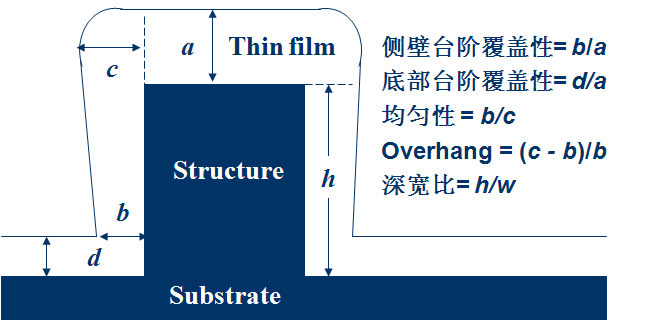 a
Thin film
c
侧壁台阶覆盖性= b/a
底部台阶覆盖性= d/a
均匀性 = b/c
Overhang = (c - b)/b
深宽比= h/w
Structure
h
b
d
Substrate